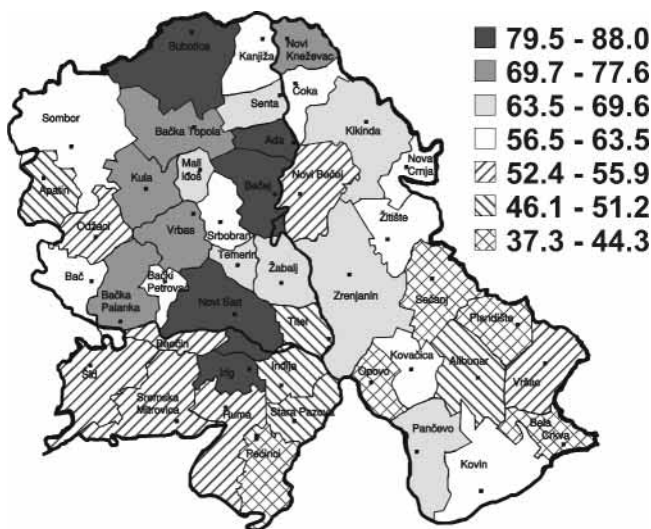 79.5 - 88.0
69.7 - 77.6
63.5 - 69.6
56.5 - 63.5
52.4 - 55.9
46.1 - 51.2
37.3 - 44.3
Subotica
Kanjiža
Novi
Kneževac
Čoka
Senta
Sombor
Bačka Topola
Kikinda
Ada
Mali
Iđoš
Nova
Crnja
Apatin
Kula
Bečej
Novi Bečej
Odžaci
Vrbas
Srbobran
Žitište
Temerin
Žabalj
Bač
Bački
Petrovac
Bačka
Palanka
Novi Sad
Zrenjanin
Sečanj
Titel
Plandište
Beočin
Kovačica
Alibunar
Šid
Irig
Inđija
Opovo
Vršac
Sremska
Mitrovica
Ruma
Stara Pazova
Bela
Crkva
Pančevo
Pećinci
Kovin